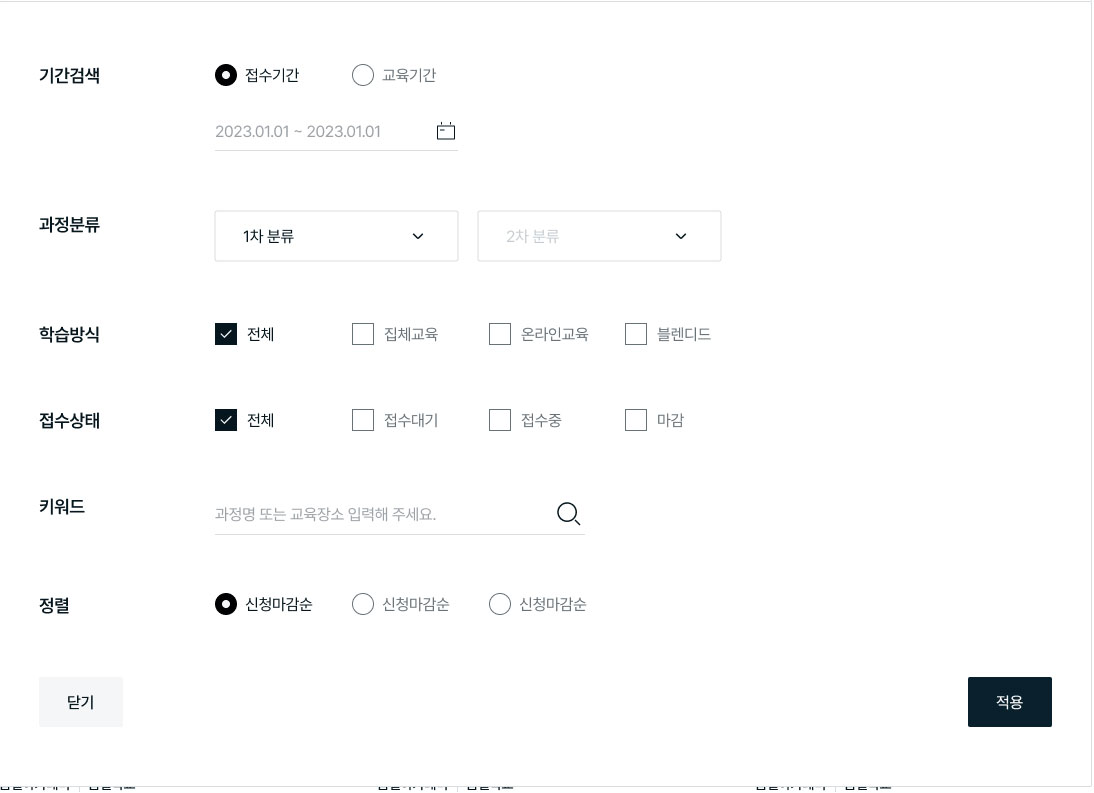 기간검색 접수기간 교육기간
2023.01.01 ~ 2023.01.01
과정분류 1차 분류 2차 분류
학습방식 전체 집체교육 온라인교육 블렌디드
접수상태 전체 접수대기 접수중 마감
키워드 과정명 또는 교육장소 입력해 주세요.
정렬 신청마감순 신청마감순 신청마감순
닫기 적용